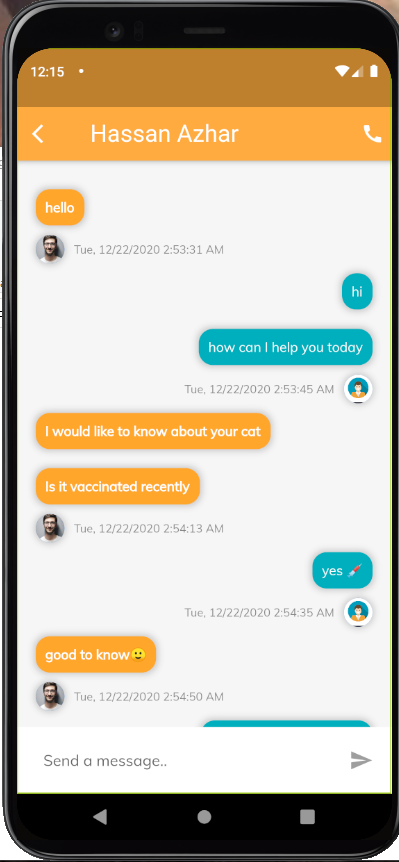 12:15
Hassan Azhar
hello
Tue, 12/22/2020 2:53:31 AM
hi
how can I help you today
Tue, 12/22/2020 2:53:45 AM
I would like to know about your cat
Is it vaccinated recently
Tue, 12/22/2020 2:54:13 AM
yes 💉
Tue, 12/22/2020 2:54:35 AM
good to know🙂
Tue, 12/22/2020 2:54:50 AM
Send a message..